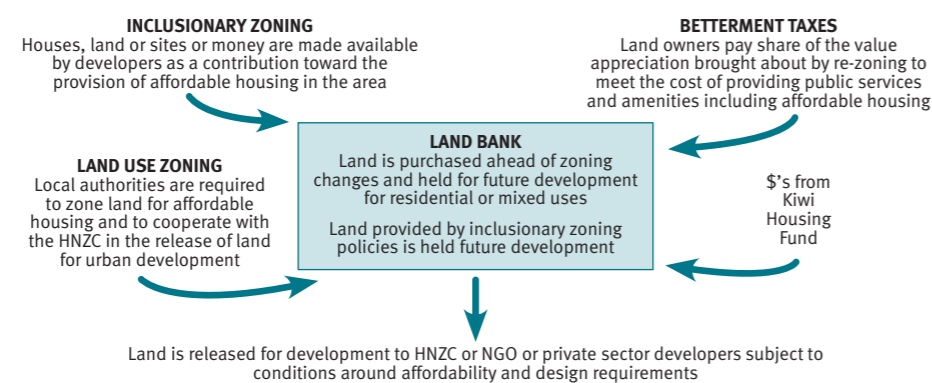 INCLUSIONARY ZONING
Houses, land or sites or money are made available
by developers as a contribution toward the
provision of affordable housing in the area
BETTERMENT TAXES
Land owners pay share of the value
appreciation brought about by re-zoning to
meet the cost of providing public services
and amenities including affordable housing
LAND USE ZONING
Local authorities are required
to zone land for affordable
housing and to cooperate with
the HNZC in the release of land
for urban development
LAND BANK
Land is purchased ahead of zoning
changes and held for future development
for residential or mixed uses
Land provided by inclusionary zoning
policies is held future development
$'s from
Kiwi
Housing
Fund
Land is released for development to HNZC or NGO or private sector developers subject to
conditions around affordability and design requirements